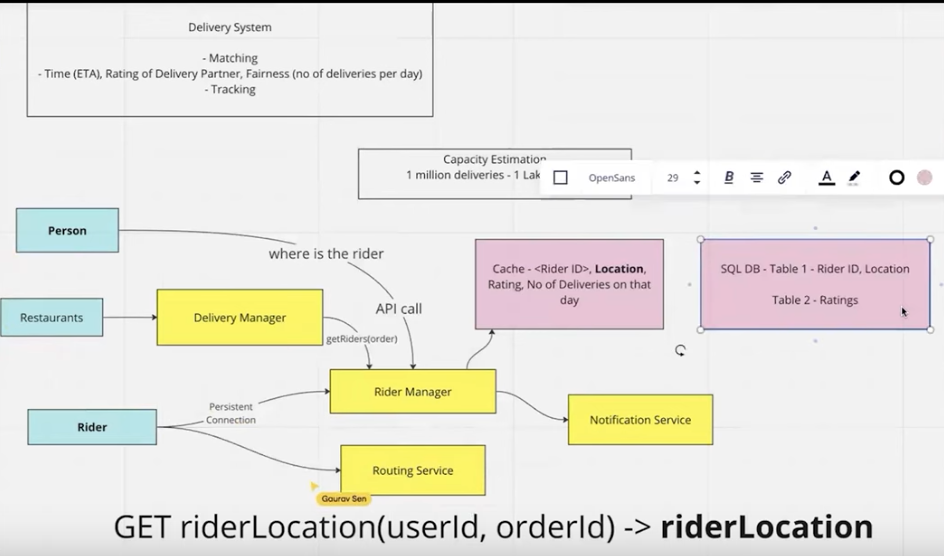 Delivery System
- Matching
- Time (ETA), Rating of Delivery Partner, Fairness (no of deliveries per day)
- Tracking
Capacity Estimation
1 million deliveries - 1
OpenSans
29
B
A
Person
where is the rider
API call
Cache - <Rider ID>, Location,
Rating, No of Deliveries on that
day
SQL DB - Table 1 - Rider ID, Location
Table 2 - Ratings
Restaurants
Delivery Manager
getRiders(order)
Rider Manager
Persistent
Connection
Rider
Notification Service
Routing Service
Gaurav Sen
GET riderLocation(userId, orderId) -> riderLocation